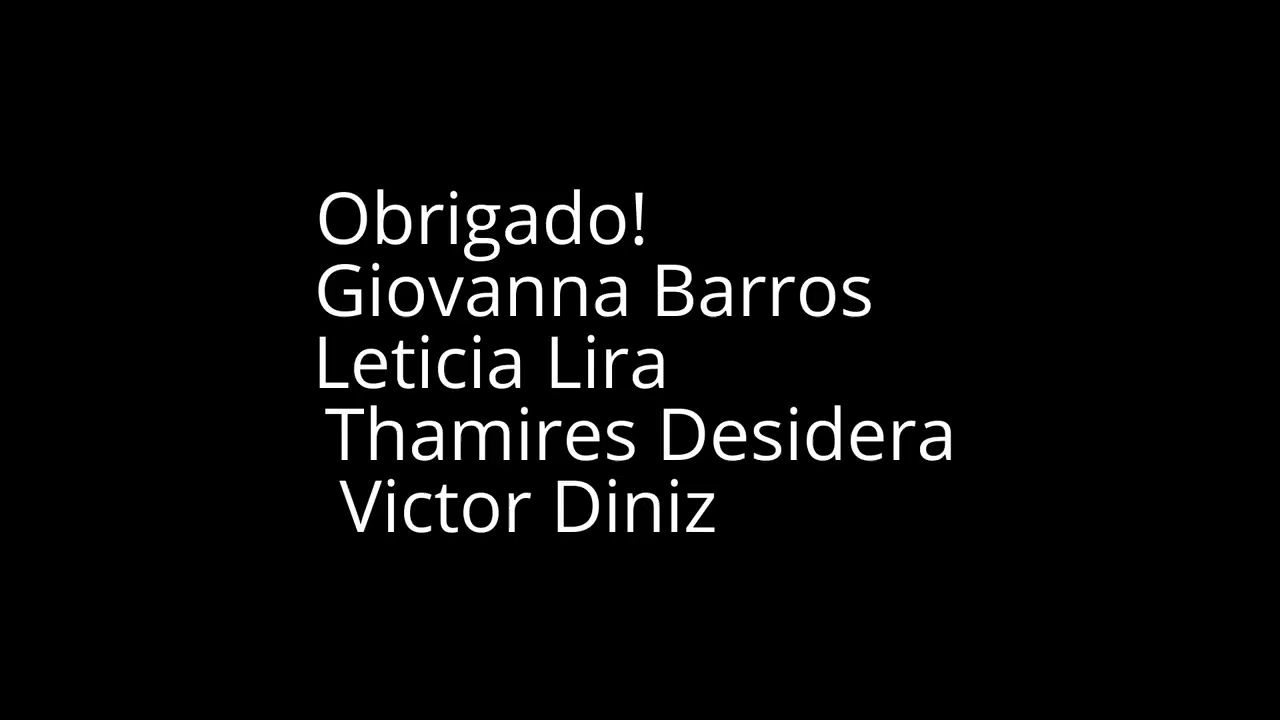 Obrigado!
Giovanna Barros
Leticia Lira
Thamires Desidera
Victor Diniz